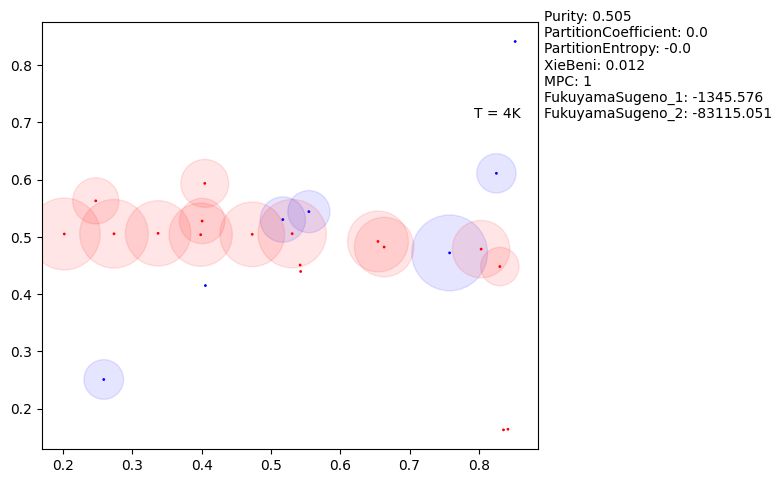 Purity: 0.505
PartitionCoefficient: 0.0
PartitionEntropy: -0.0
XieBeni: 0.012
MPC: 1
FukuyamaSugeno_1: -1345.576
FukuyamaSugeno_2: -83115.051
T = 4K
0.8
0.7
0.6
0.5
0.4
0.3
0.2
0.2 0.3 0.4 0.5 0.6 0.7 0.8